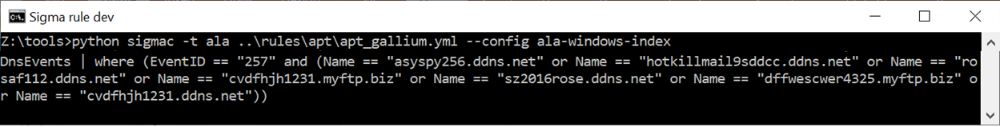 Sigma rule dev
Z:\tools>python sigmac -t ala ..\rules\apt\apt_gallium.yml --config ala-windows-index
DnsEvents | where (EventID == "257" and (Name == "asyspy256.ddns.net" or Name == "hotkillmail9sddcc.ddns.net" or Name == "ro
saf112.ddns.net" or Name == "cvdfhjh1231.myftp.biz" or Name == "sz2016rose.ddns.net" or Name == "dffwescwer4325.myftp.biz" o
r Name == "cvdfhjh1231.ddns.net"))